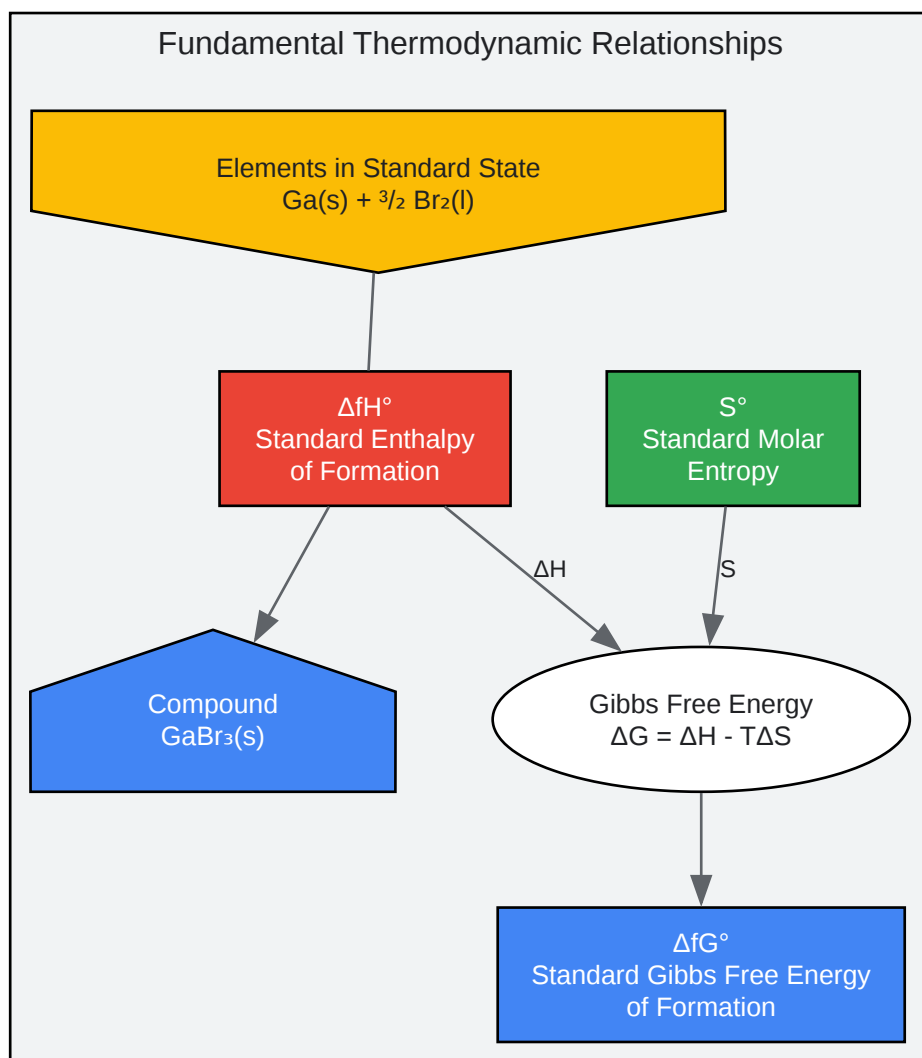 Fundamental Thermodynamic Relationships
Elements in Standard State
Ga(s) + ³/₂ Br₂(l)
ΔfH°
Standard Enthalpy
of Formation
S°
Standard Molar
Entropy
ΔH
S
Compound
GaBr₃(s)
Gibbs Free Energy
ΔG = ΔH - TΔS
ΔfG°
Standard Gibbs Free Energy
of Formation